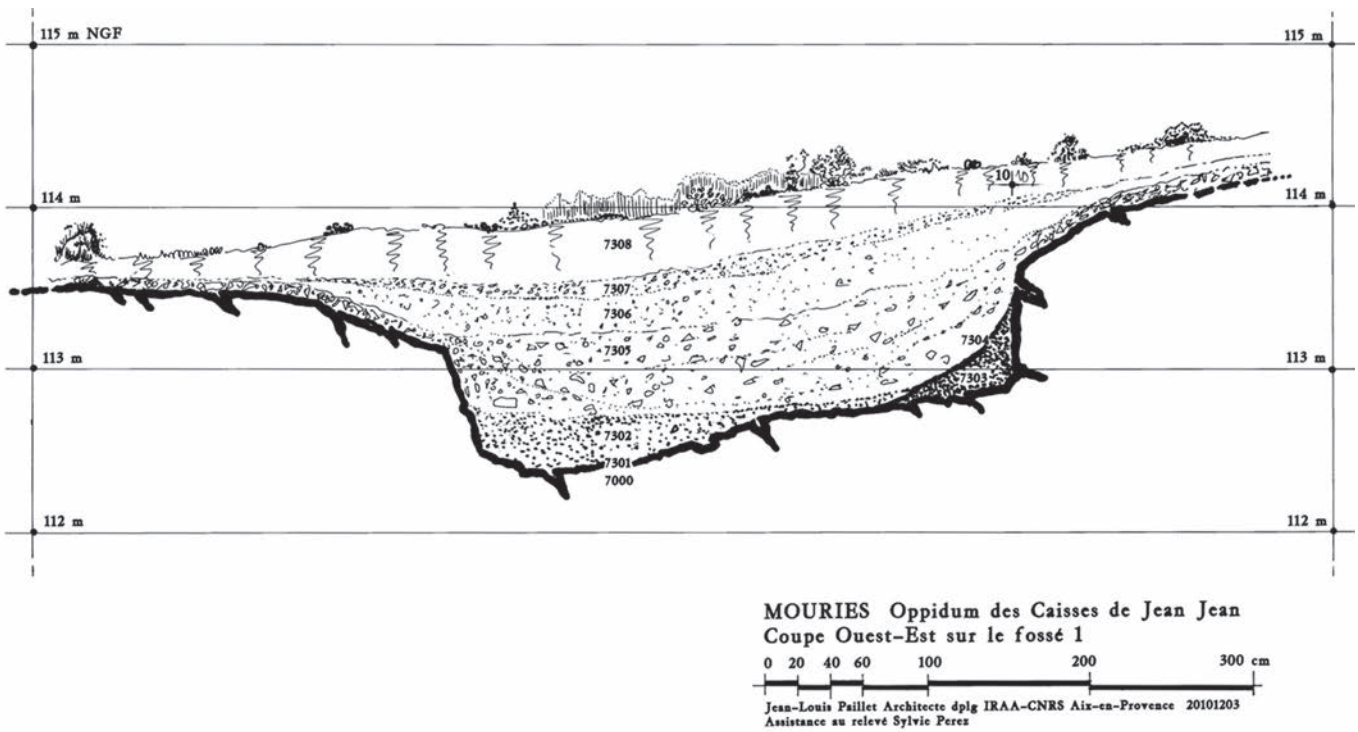 115 m NGF
115 m
10
114 m
114 m
7308
7307
7306
7305
7304
113 m
113 m
7303
7302
7301
7000
112 m
112 m
MOURIES Oppidum des Caisses de Jean Jean
Coupe Ouest-Est sur le fossé 1
0 20 40 60 100 200 300 cm
Jean-Louis Paillet Architecte dplg IRAA-CNRS Aix-en-Provence 20101203
Assistance au relevé Sylvie Perez